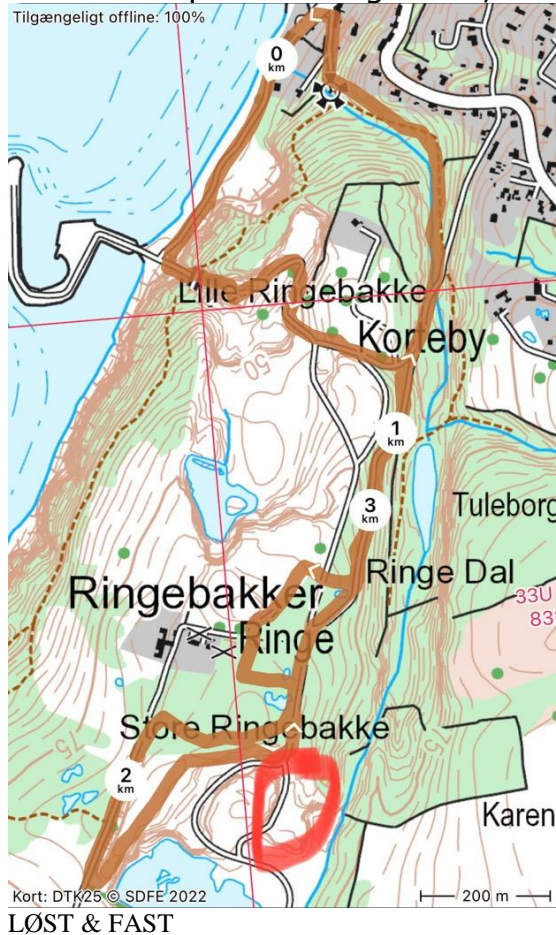 Tilgængeligt offline: 100%
0
km
Lille Ringebakke
Korteby
50
1
km
3
km
Tuleborg
Ringe Dal
Ringebakker
33U
Ringe
Store Ringebakke
75
2
km
Karen
Kort: DTK25 © SDFE 2022
200 m
LØST & FAST